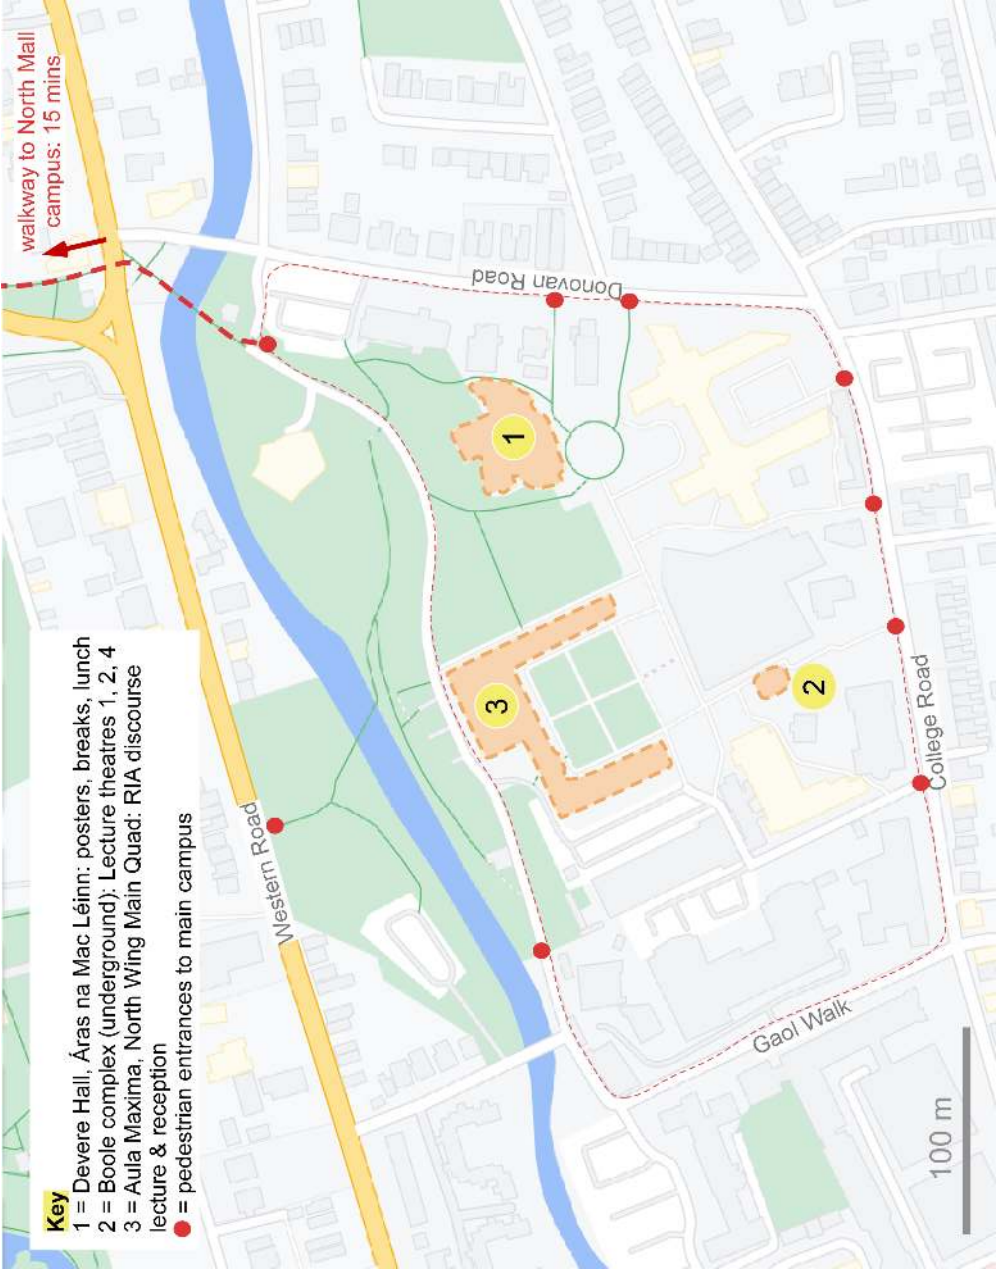 walkway to North Mall
campus: 15 mins
Key
1 = Devere Hall, Áras na Mac Léinn: posters, breaks, lunch
2 = Boole complex (underground): Lecture theatres 1, 2, 4
3 = Aula Maxima, North Wing Main Quad: RIA discourse
lecture & reception
= pedestrian entrances to main campus
Western Road
Donovan Road
1
3
2
College Road
Gaol Walk
100 m